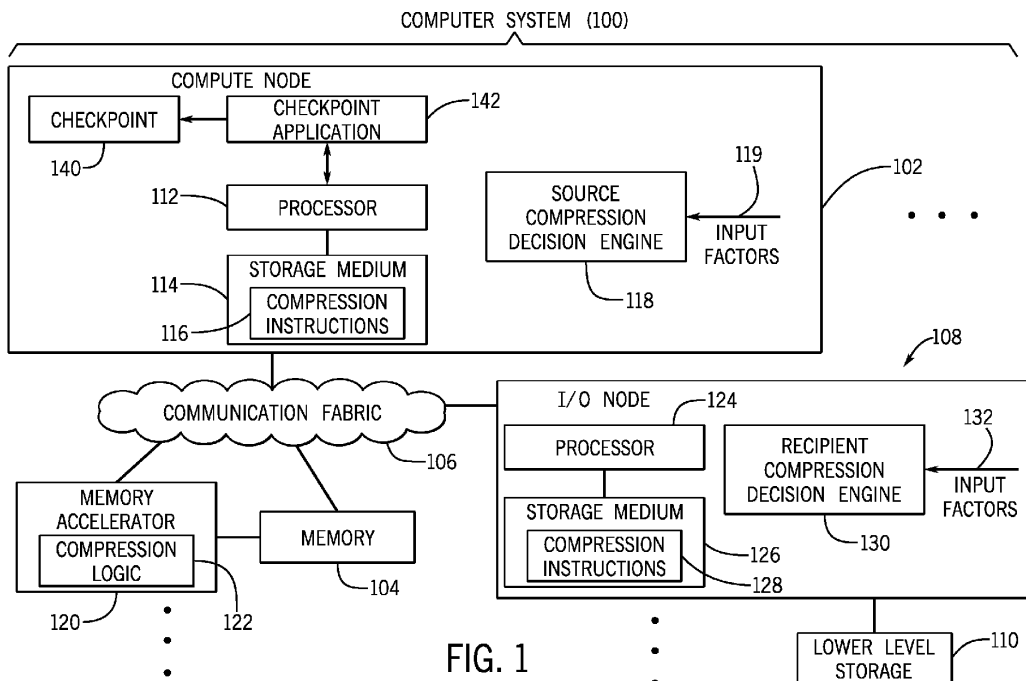 COMPUTER SYSTEM (100)
COMPUTE NODE
CHECKPOINT
140
CHECKPOINT
APPLICATION
142
112
PROCESSOR
114
STORAGE MEDIUM
116
COMPRESSION
INSTRUCTIONS
SOURCE
COMPRESSION
DECISION ENGINE
118
119
INPUT
FACTORS
102
108
COMMUNICATION FABRIC
106
MEMORY
ACCELERATOR
COMPRESSION
LOGIC
120
122
MEMORY
104
I/O NODE
124
PROCESSOR
STORAGE MEDIUM
126
COMPRESSION
INSTRUCTIONS
128
RECIPIENT
COMPRESSION
DECISION ENGINE
130
132
INPUT
FACTORS
LOWER LEVEL
STORAGE
110
FIG. 1